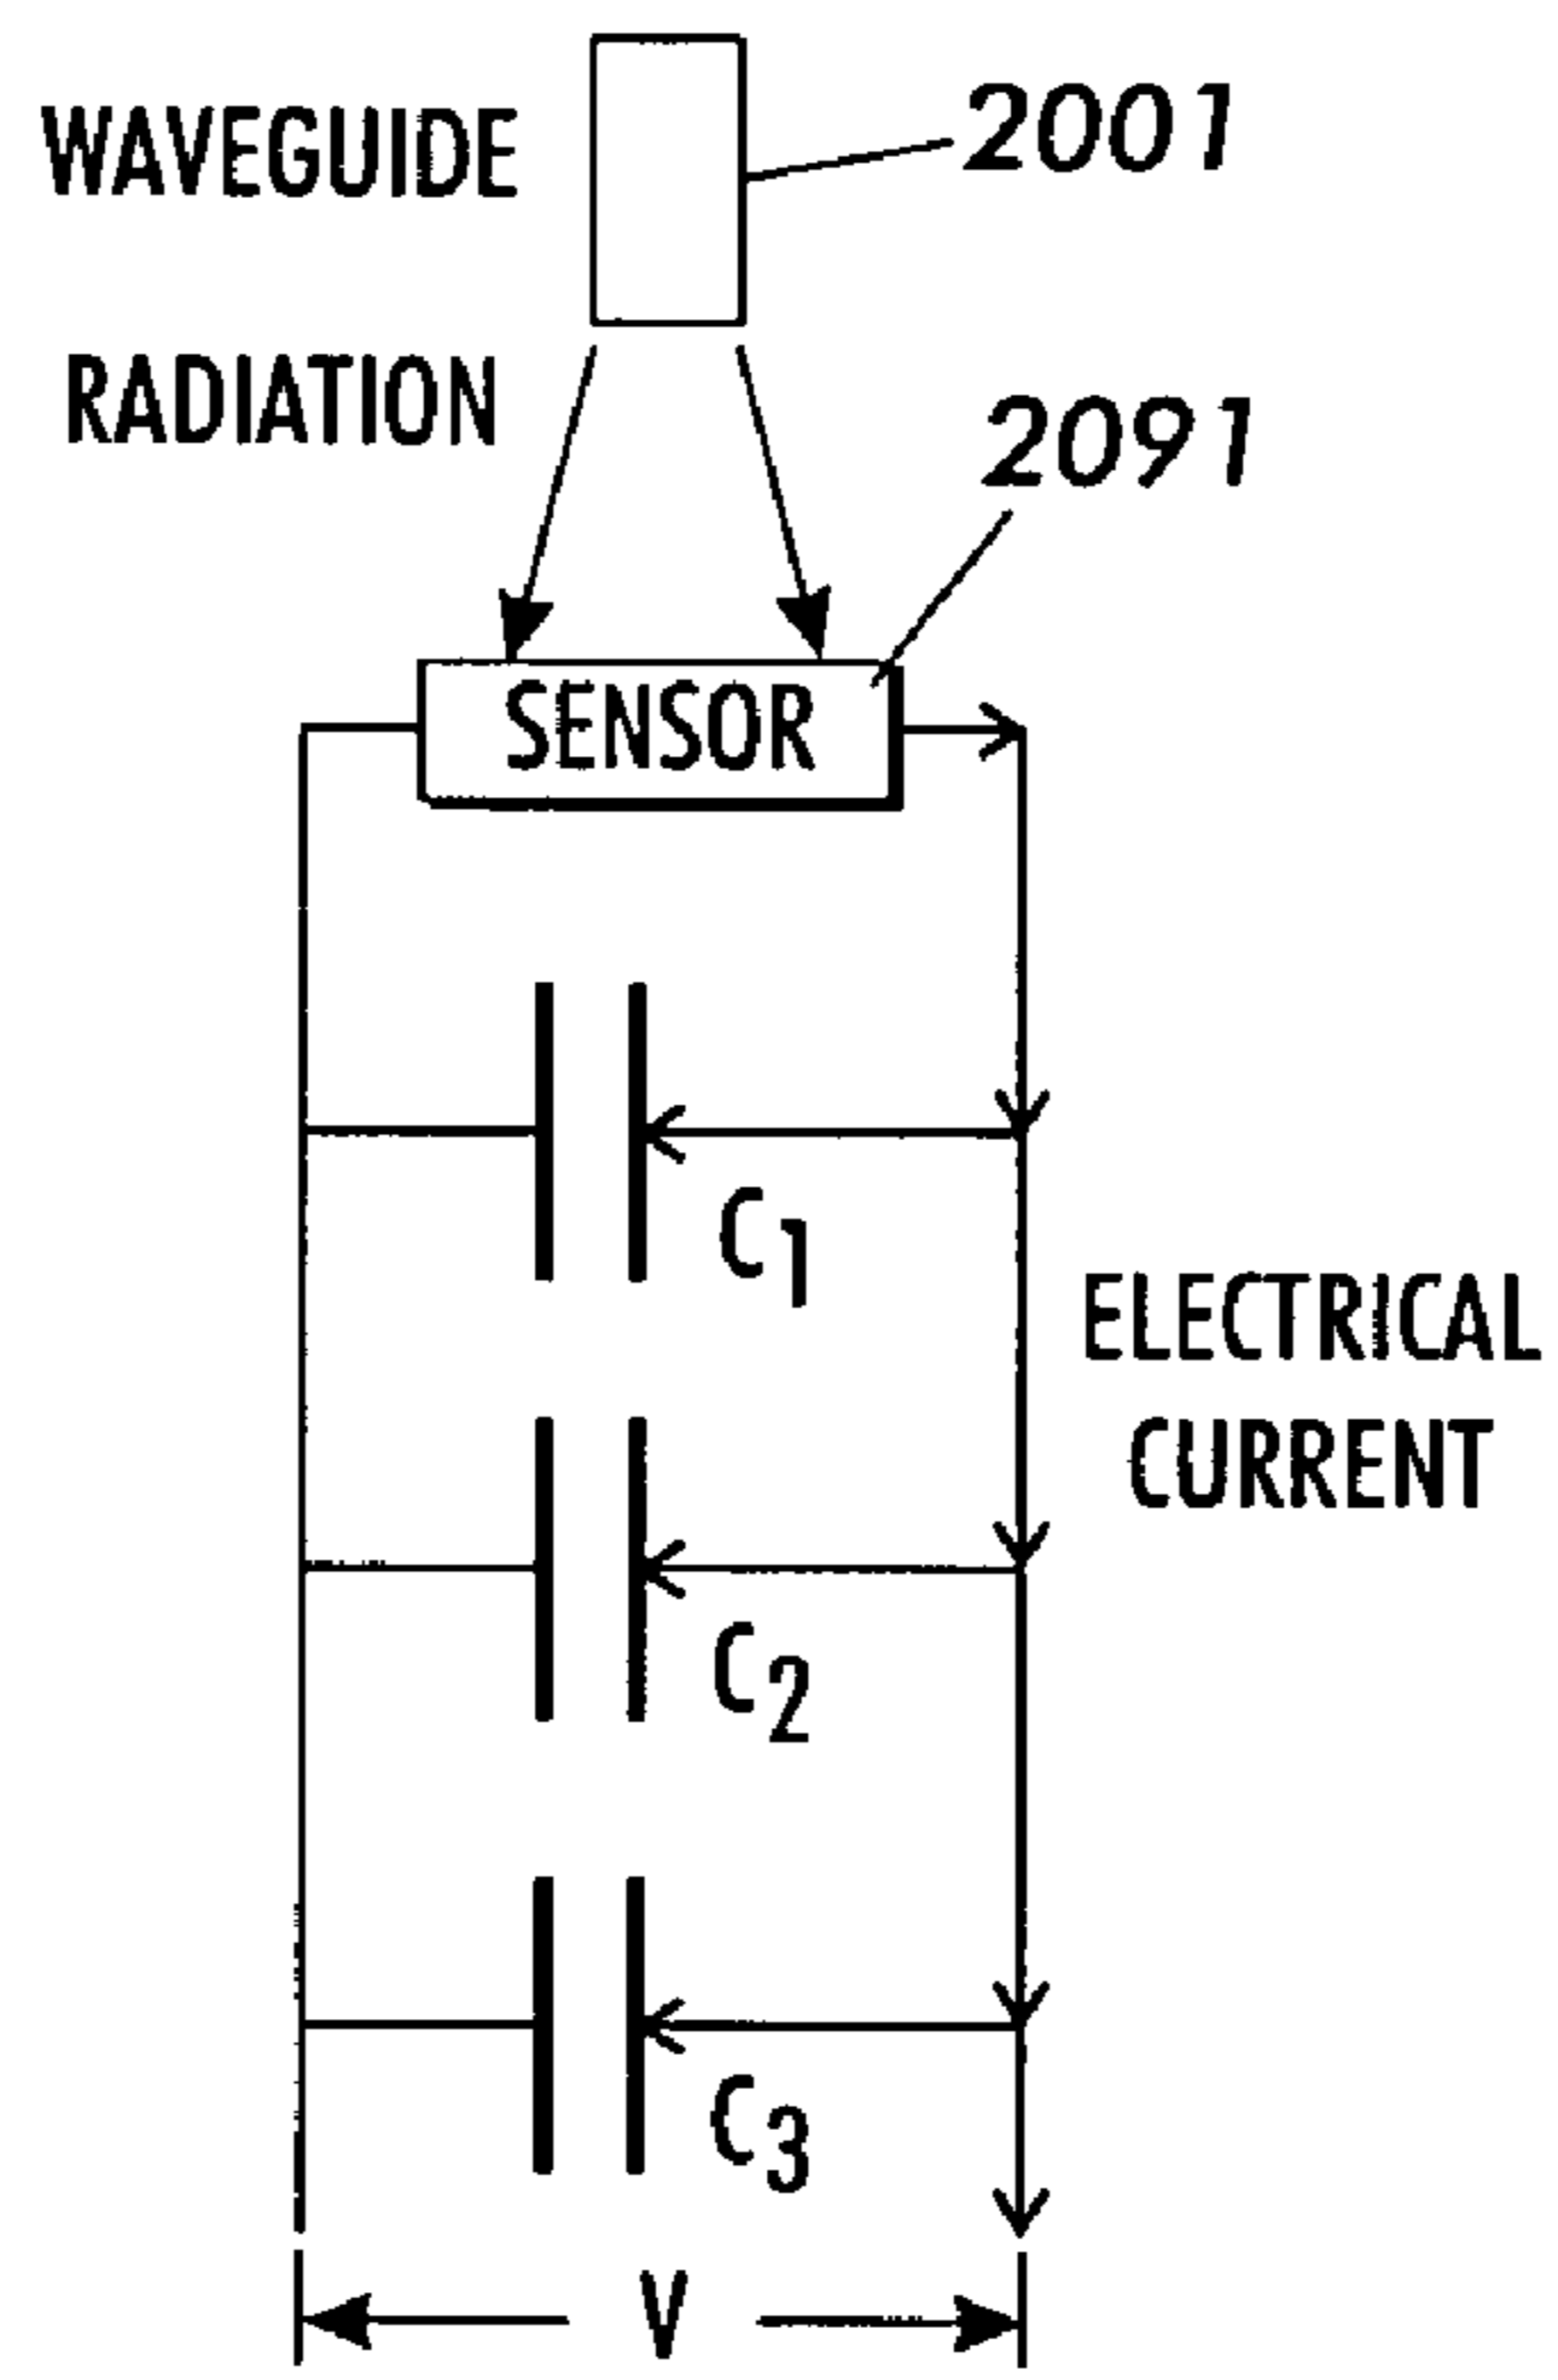 WAVEGUIDE
2001
RADIATION
2091
SENSOR
C1
ELECTRICAL
CURRENT
C2
C3
V